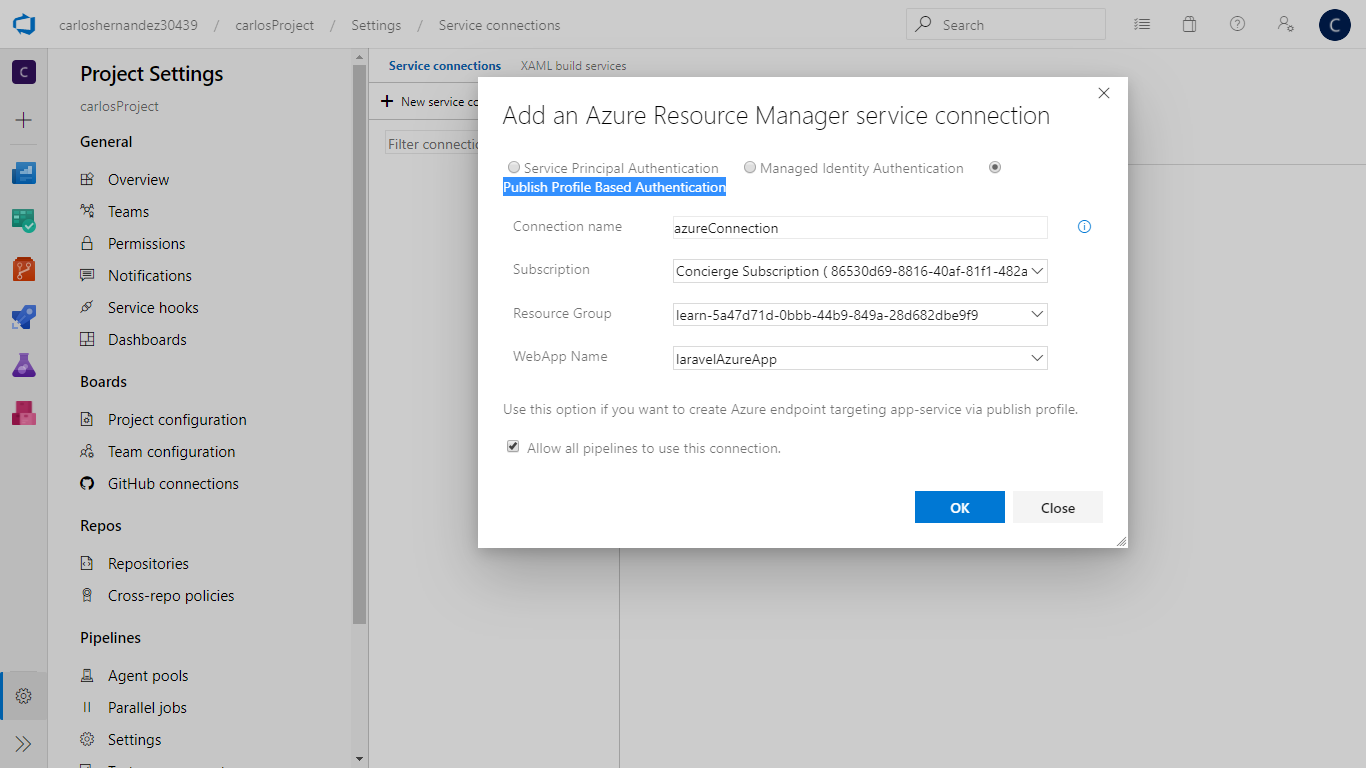 carloshernandez30439 / carlosProject / Settings / Service connections
Search
C
C
Project Settings
carlosProject
General
Overview
Teams
Permissions
Notifications
Service hooks
Dashboards
Boards
Project configuration
Team configuration
GitHub connections
Repos
Repositories
Cross-repo policies
Pipelines
Agent pools
Parallel jobs
Settings
Service connections XAML build services
New service
Filter
Add an Azure Resource Manager service connection
Service Principal Authentication Managed Identity Authentication
Publish Profile Based Authentication
Connection name azureConnection
Subscription Concierge Subscription ( 86530d69-8816-40af-81f1-482a
Resource Group learn-5a47d71d-0bbb-44b9-849a-28d682dbe9f9
WebApp Name laravelAzureApp
Use this option if you want to create Azure endpoint targeting app-service via publish profile.
Allow all pipelines to use this connection.
OK Close